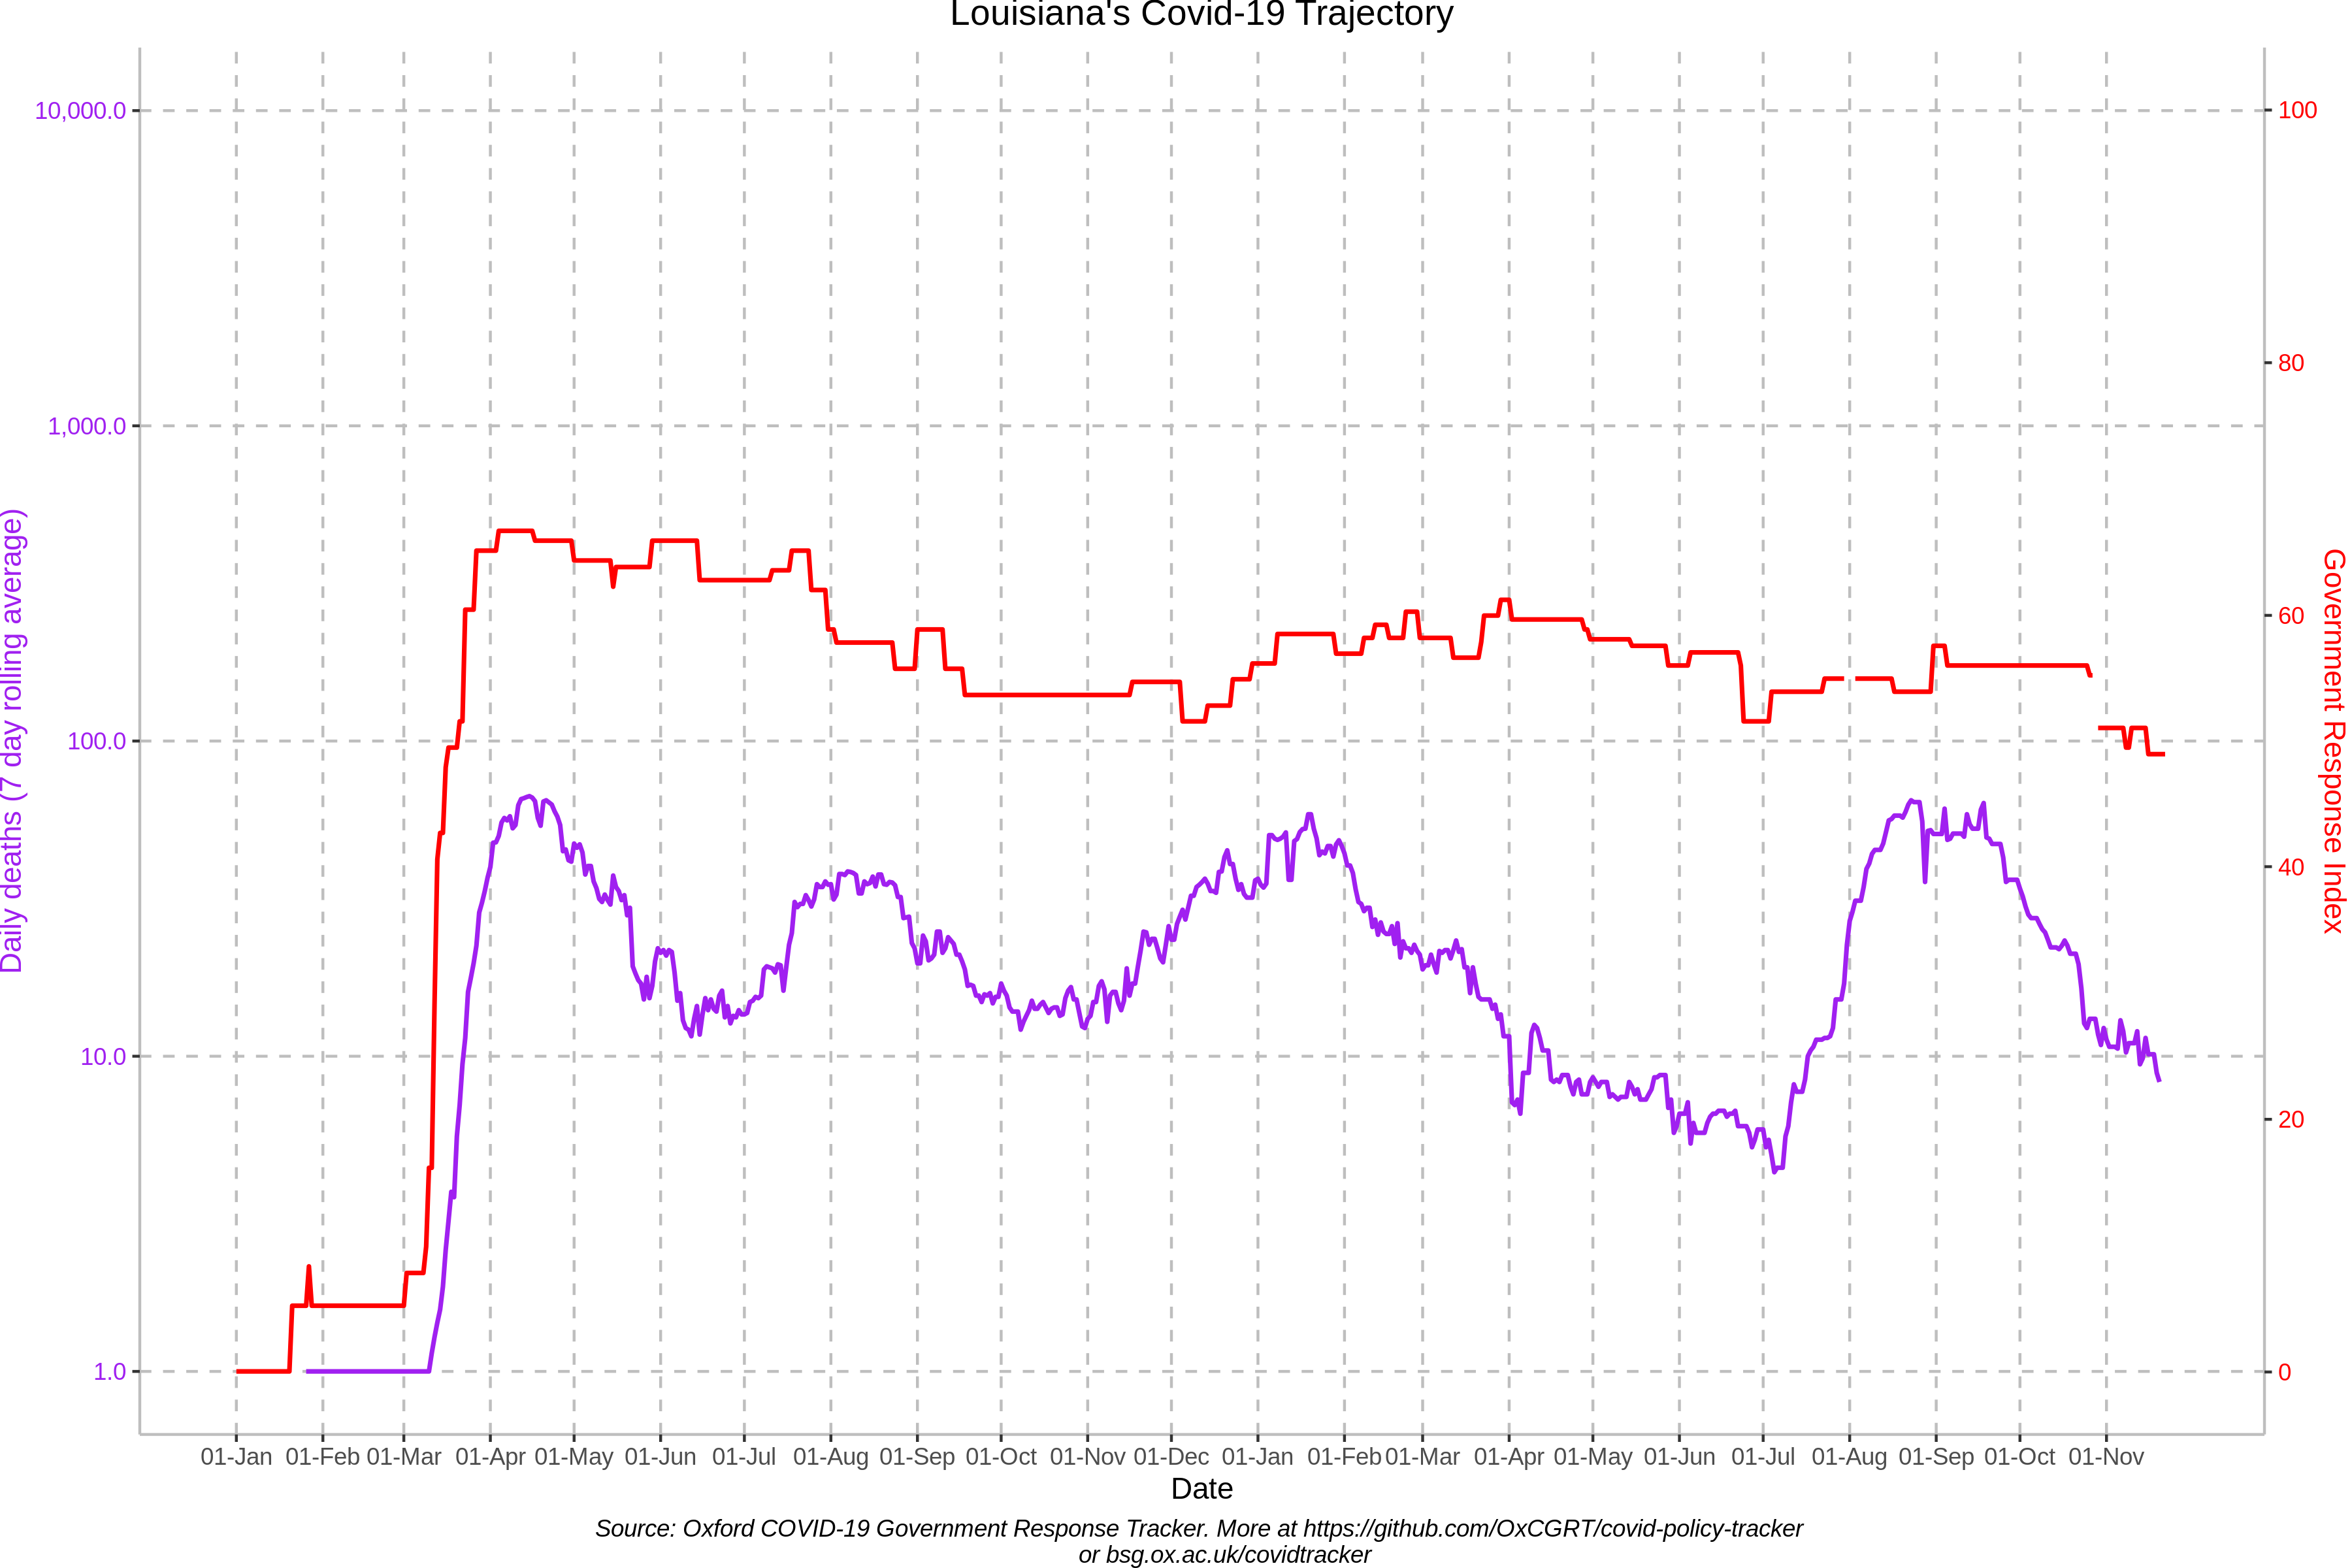 Louisiana's Covid-19 Trajectory
10,000.0
1,000.0
100.0
10.0
1.0
Daily deaths (7 day rolling average)
100
80
60
40
20
0
Government Response Index
01-Jan 01-Feb 01-Mar 01-Apr 01-May 01-Jun 01-Jul 01-Aug 01-Sep 01-Oct 01-Nov 01-Dec 01-Jan 01-Feb 01-Mar 01-Apr 01-May 01-Jun 01-Jul 01-Aug 01-Sep 01-Oct 01-Nov
Date
Source: Oxford COVID-19 Government Response Tracker. More at https://github.com/OxCGRT/covid-policy-tracker
or bsg.ox.ac.uk/covidtracker